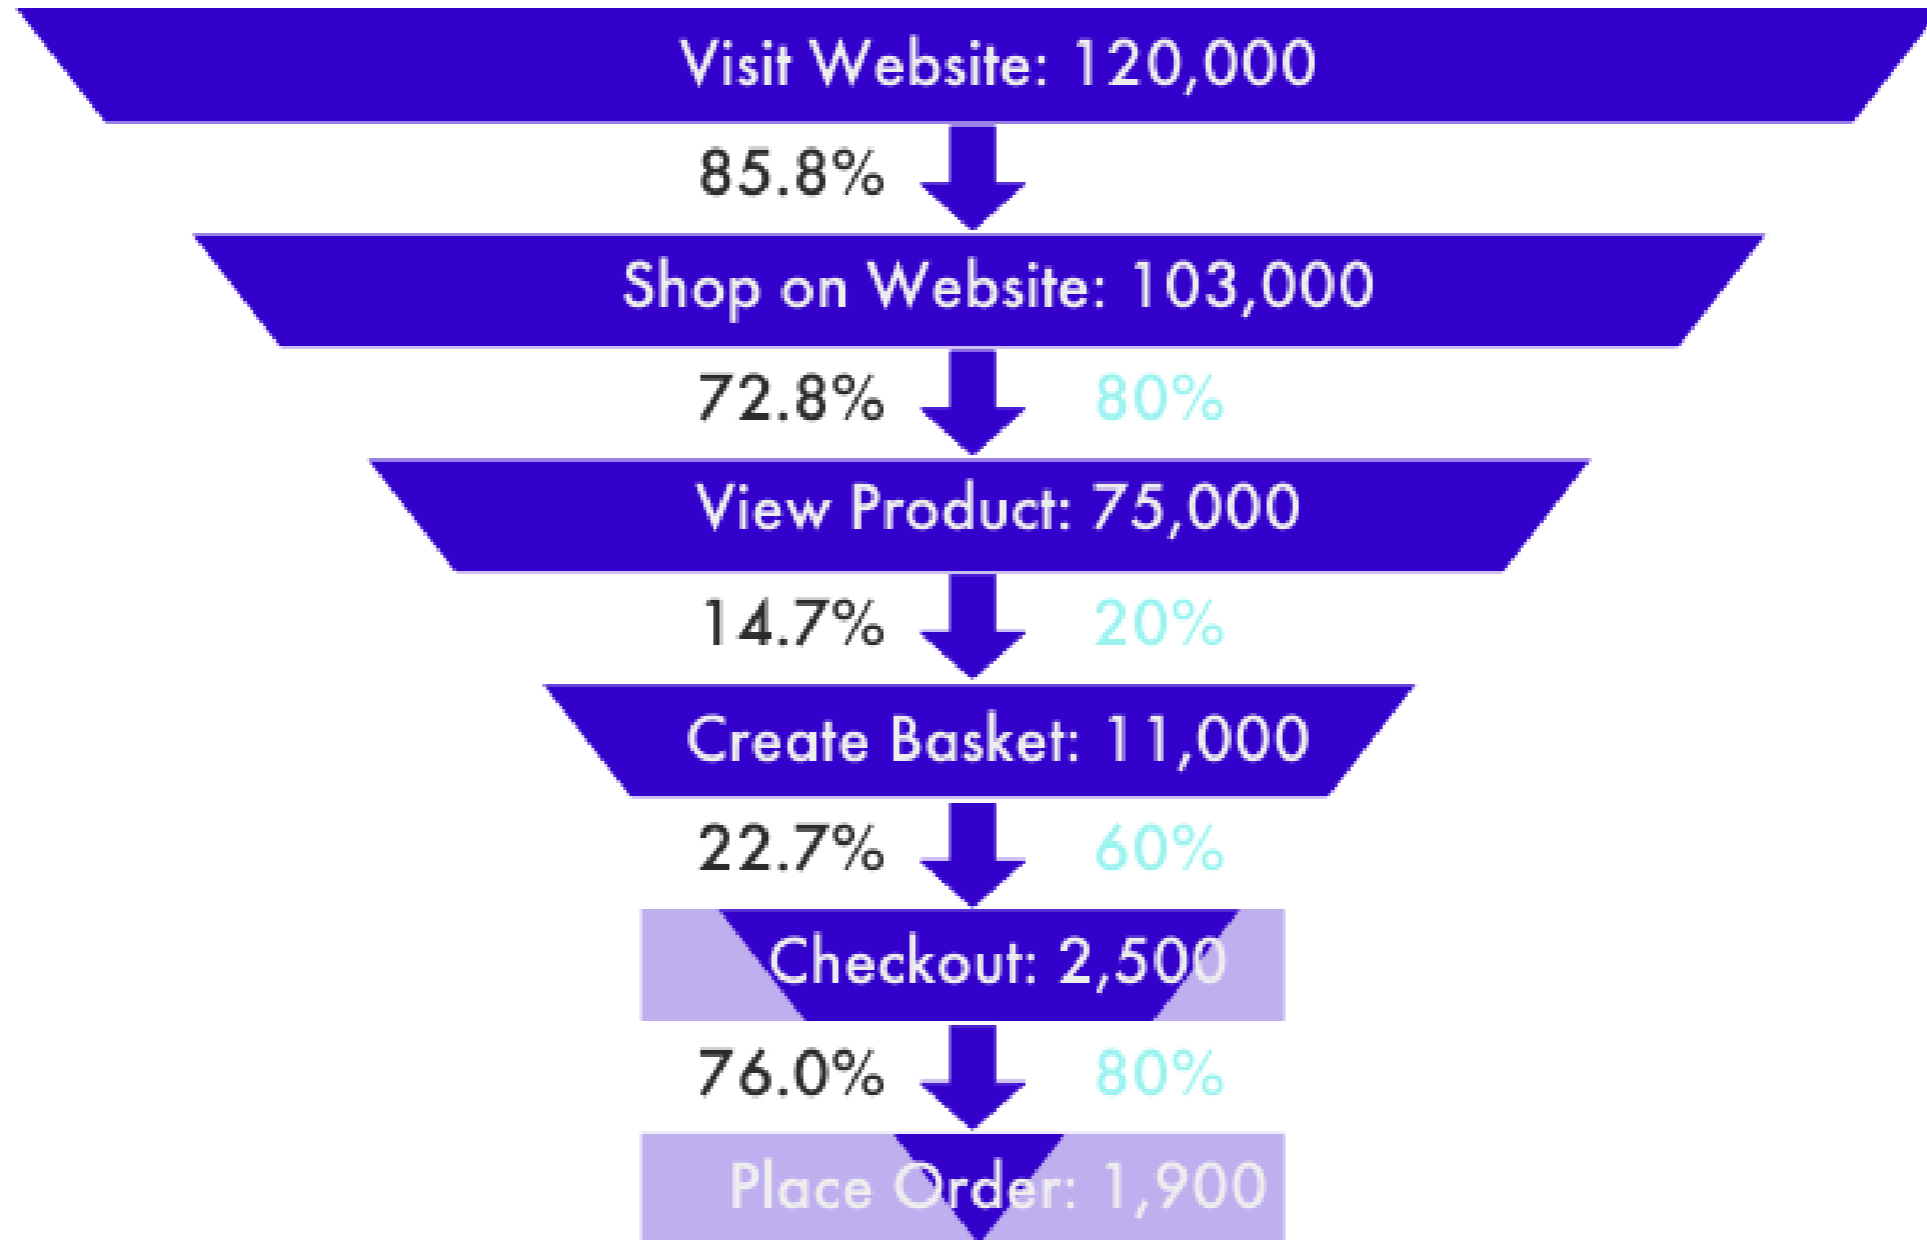 Visit Website: 120,000
85.8%
Shop on Website: 103,000
72.8% 80%
View Product: 75,000
14.7% 20%
Create Basket: 11,000
22.7% 60%
Checkout: 2,500
76.0% 80%
Place Order: 1,900